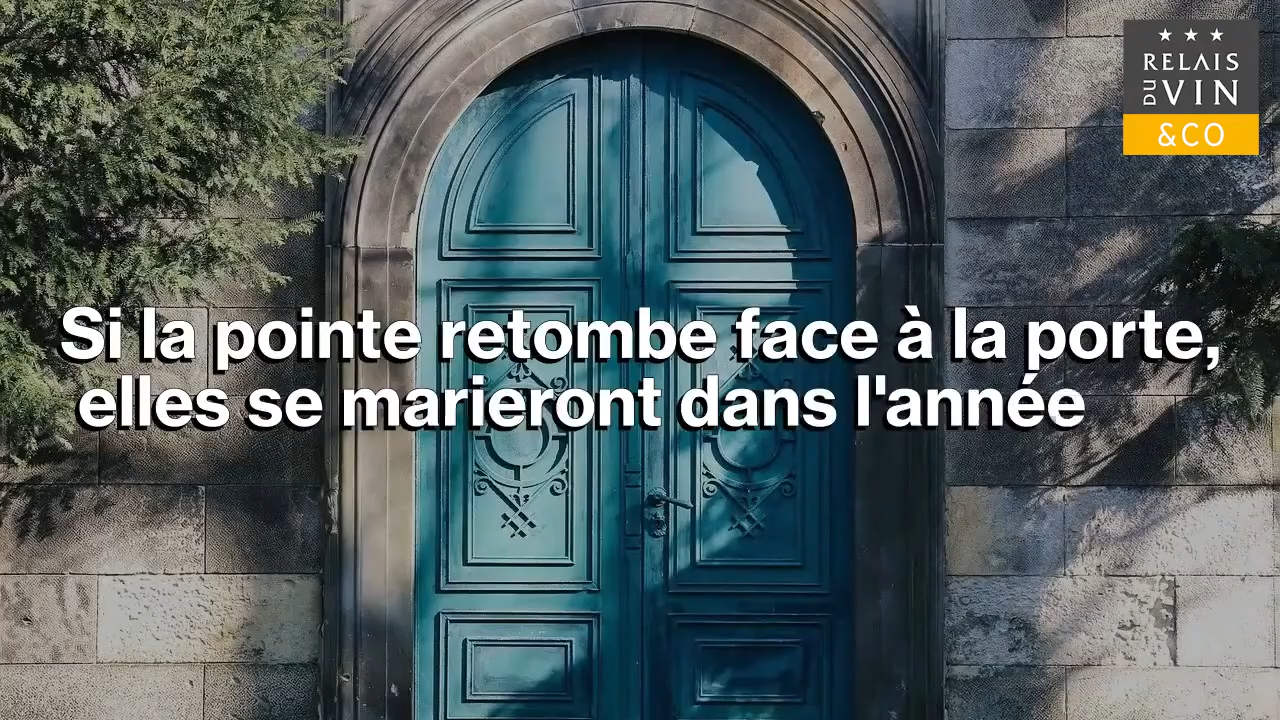 RELAIS
DU VIN
&CO
Si la pointe retombe face à la porte,
elles se marieront dans l'année